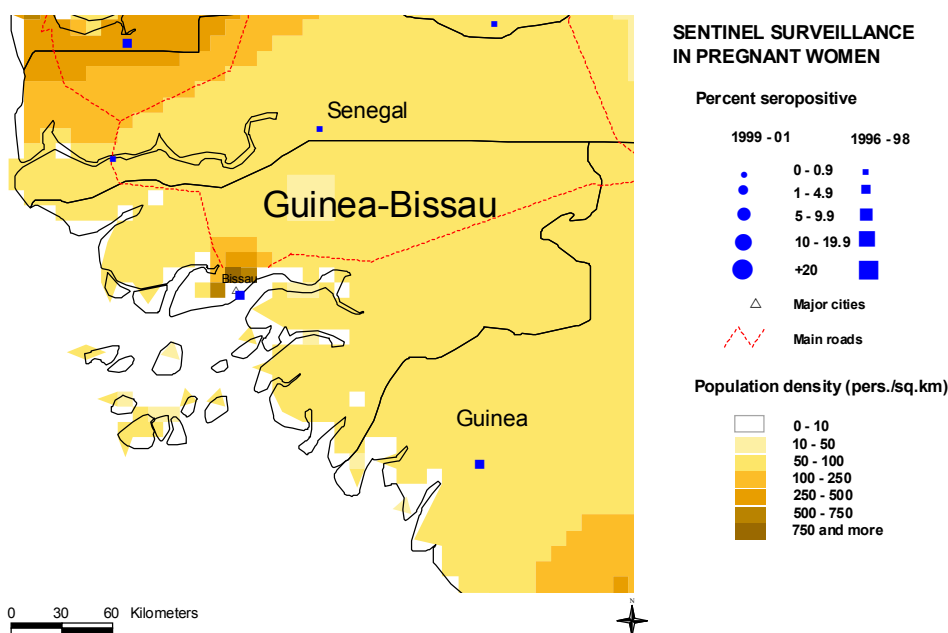 SENTINEL SURVEILLANCE
IN PREGNANT WOMEN
Percent seropositive
1999 - 01 1996 - 98
0 - 0.9
1 - 4.9
5 - 9.9
10 - 19.9
+20
Major cities
Main roads
Population density (pers./sq.km)
0 - 10
10 - 50
50 - 100
100 - 250
250 - 500
500 - 750
750 and more
Senegal
Guinea-Bissau
Bissau
Guinea
0 30 60 Kilometers
N